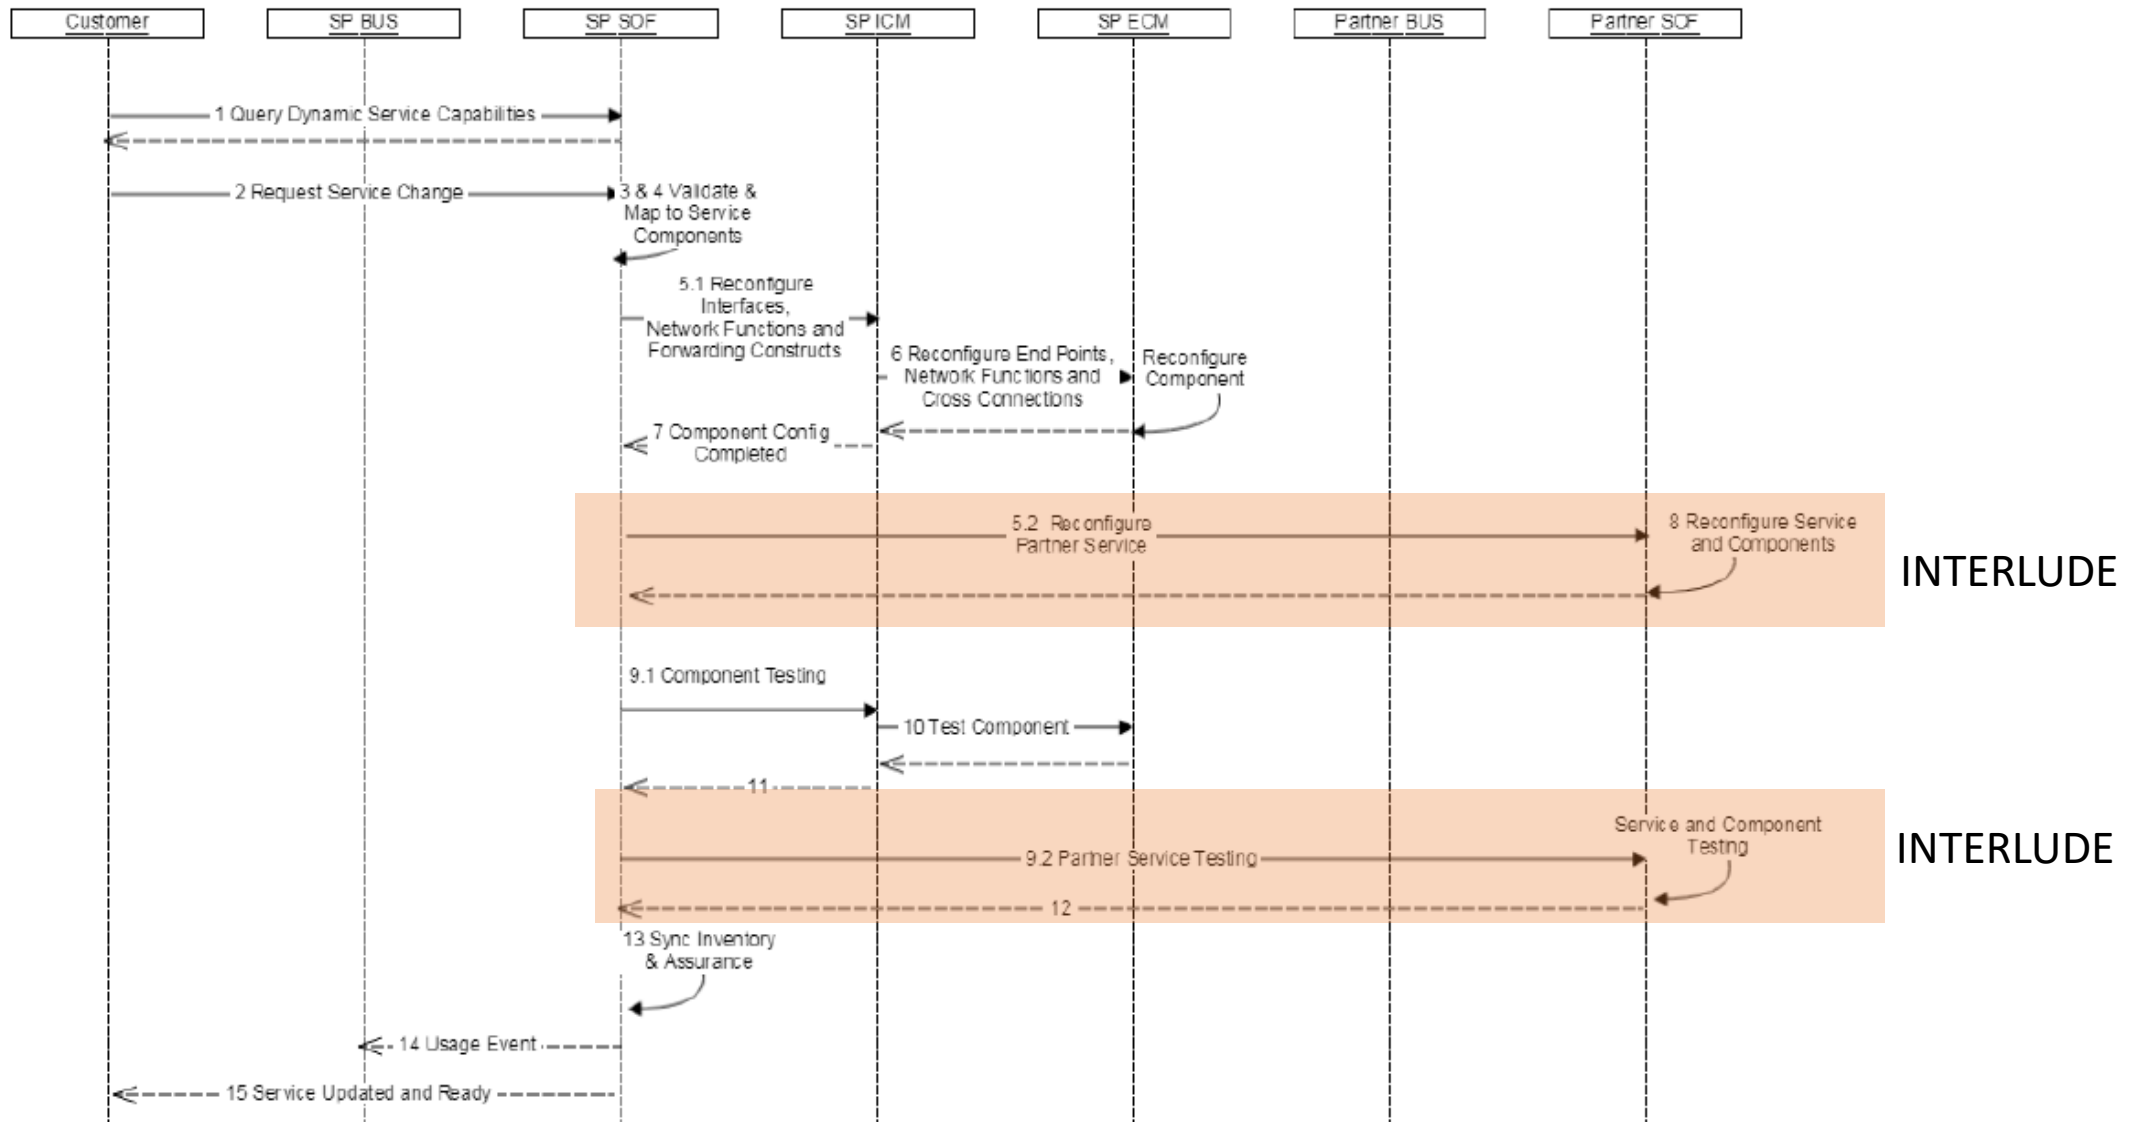 Customer
SP BUS
SP SOF
SP ICM
SP ECM
Partner BUS
Partner SOF
1 Query Dynamic Service Capabilities
2 Request Service Change
3 & 4 Validate &
Map to Service
Components
5.1 Reconfigure
Interfaces,
Network Functions and
Forwarding Constructs
6 Reconfigure End Points,
Network Functions and
Cross Connections
Reconfigure
Component
7 Component Config
Completed
5.2 Reconfigure
Partner Service
8 Reconfigure Service
and Components
INTERLUDE
9.1 Component Testing
10 Test Component
11
Service and Component
Testing
9.2 Partner Service Testing
INTERLUDE
12
13 Sync Inventory
& Assurance
14 Usage Event
15 Service Updated and Ready